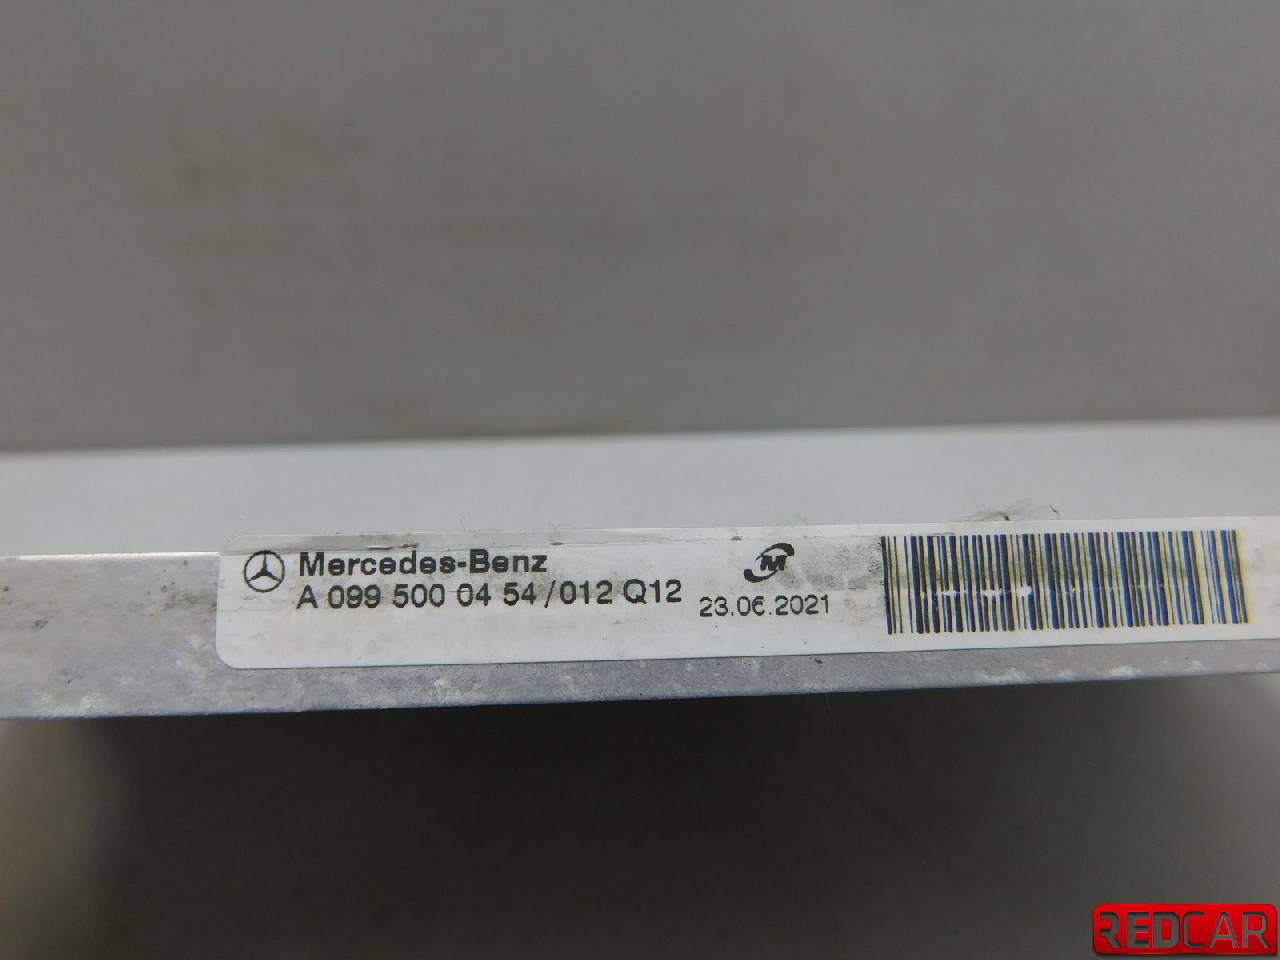 Mercedes-Benz
A 099 500 04 54/012 Q12
M
23.06.2021
REDCAR